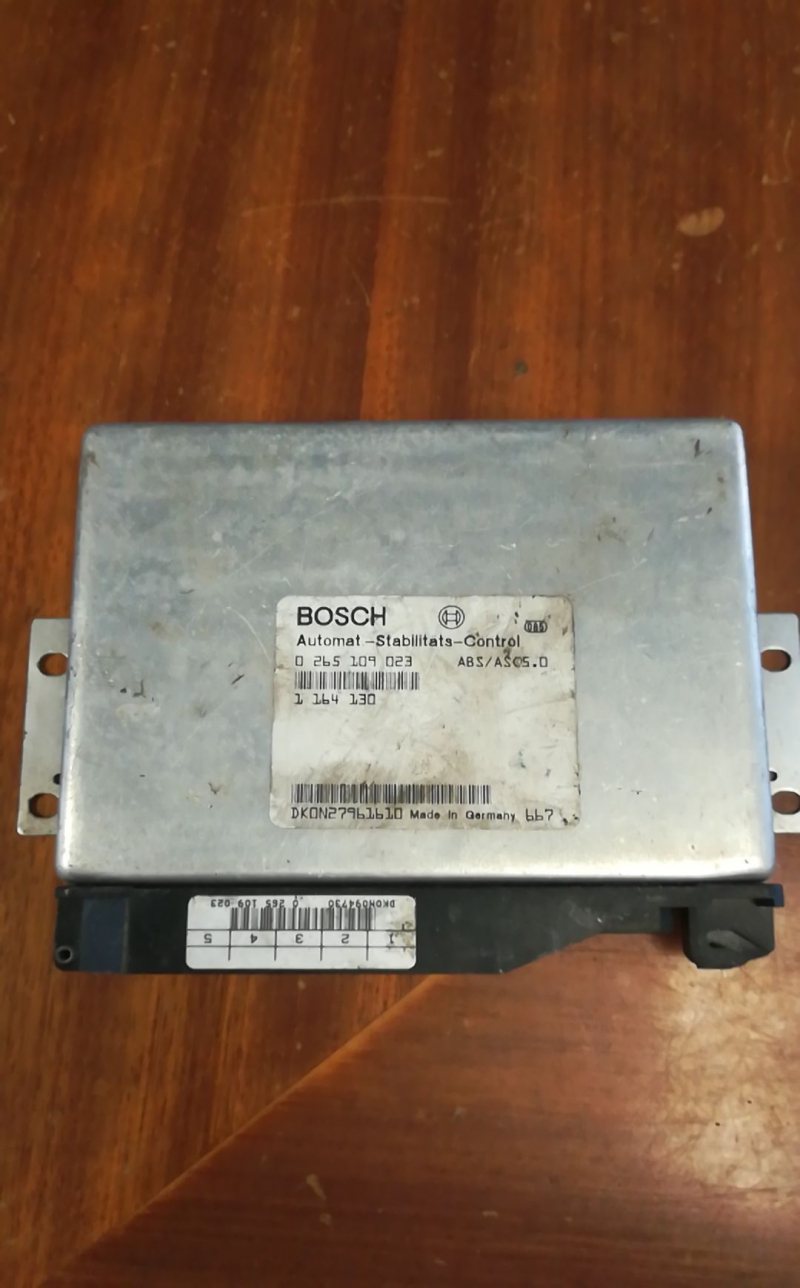 BOSCH
Automat.-Stabilitats-Control
0 265 109 023 ABS/ASC5.0
1 164 130
DKON27961610 Made in Germany 667
DKON094730 0 265 109 023
1 2 3 4 5